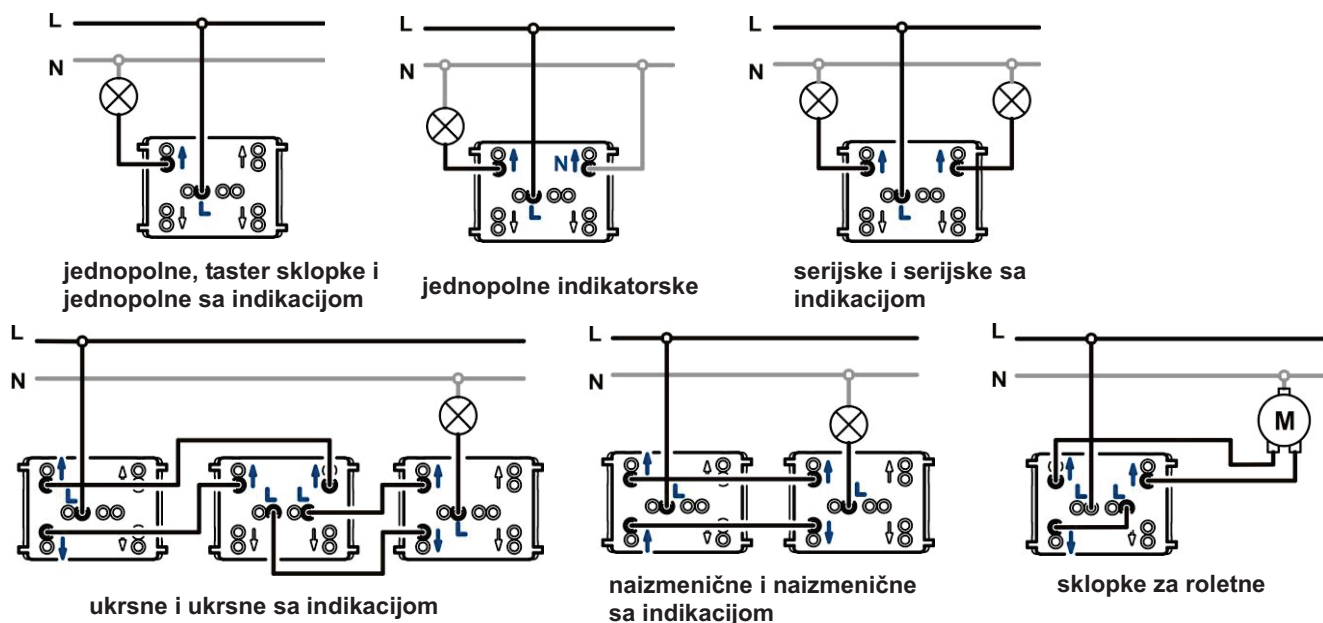 L
N
L
jednopolne, taster sklopke i
jednopolne sa indikacijom
L
N
N
L
jednopolne indikatorske
L
N
L
serijske i serijske sa
indikacijom
L
N
L
L
L
L
ukrsne i ukrsne sa indikacijom
L
N
L
L
naizmenične i naizmenične
sa indikacijom
L
N
M
L
L
sklopke za roletne